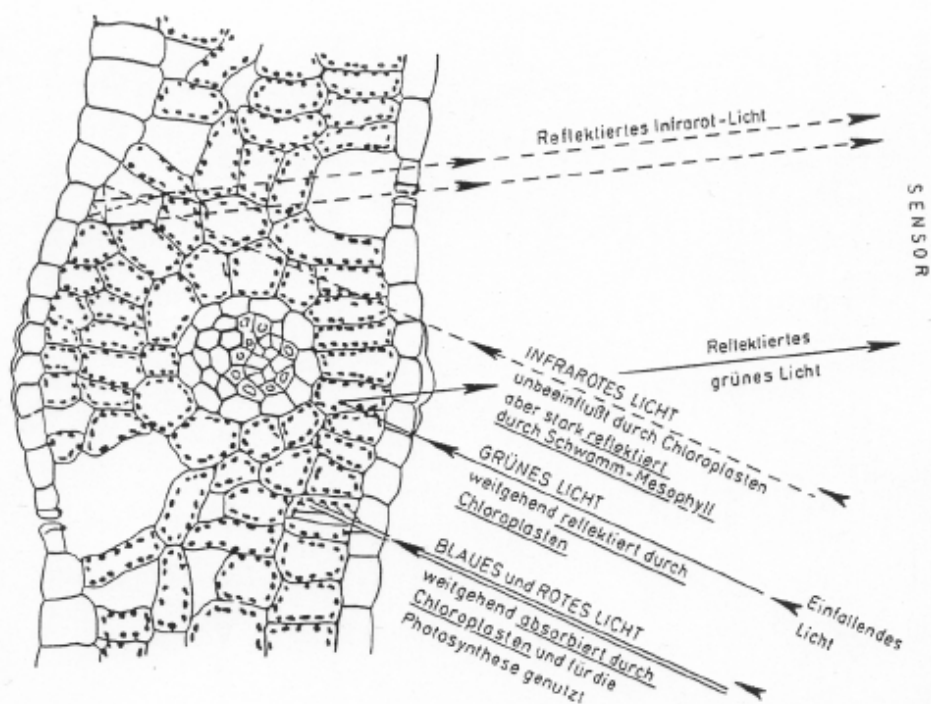 Reflektiertes Infrarot-Licht
SENSOR
Reflektiertes
grünes Licht
INFRAROTES LICHT
unbeeinflußt durch Chloroplasten
aber stark reflektiert
durch Schwamm-Mesophyll
GRÜNES LICHT
weitgehend reflektiert durch
Chloroplasten
BLAUES und ROTES LICHT
weitgehend absorbiert durch
Chloroplasten und für die
Photosynthese genutzt
Einfallendes
Licht